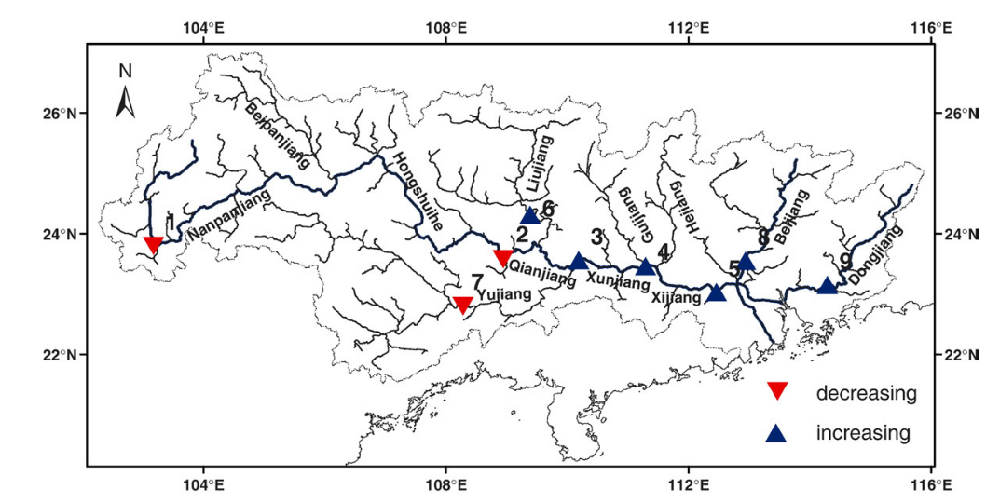 104°E 108°E 112°E 116°E
N
26°N 26°N
Beipanjiang
Hongshuihe
Liujiang
Guijiang
Hejiang
Beijiang
Nanpanjiang
1
6
2
3
4
8
5
9
Dongjiang
24°N 24°N
Qianjiang
Xunjiang
Xijiang
7
Yujiang
22°N 22°N
decreasing
increasing
104°E 108°E 112°E 116°E